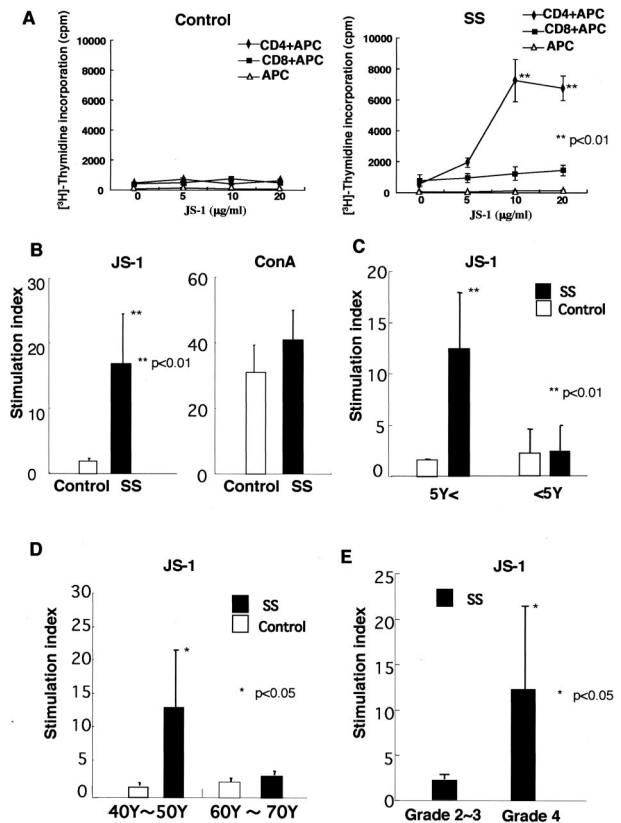 A
Control
[³H]-Thymidine incorporation (cpm)
10000
8000
6000
4000
2000
0
CD4+APC
CD8+APC
APC
0 5 10 20
JS-1 (μg/ml)
SS
[³H]-Thymidine incorporation (cpm)
10000
8000
6000
4000
2000
0
CD4+APC
CD8+APC
APC
**
**
** p<0.01
0 5 10 20
JS-1 (μg/ml)
B
JS-1
Stimulation index
30
20
10
0
**
** p<0.01
Control SS
ConA
60
40
20
0
Control SS
C
JS-1
Stimulation index
20
15
10
5
0
SS
Control
**
** p<0.01
5Y< <5Y
D
JS-1
Stimulation index
30
25
20
15
10
5
0
SS
Control
*
* p<0.05
40Y~50Y 60Y ~ 70Y
E
JS-1
Stimulation index
25
20
15
10
5
0
SS
*
* p<0.05
Grade 2~3 Grade 4